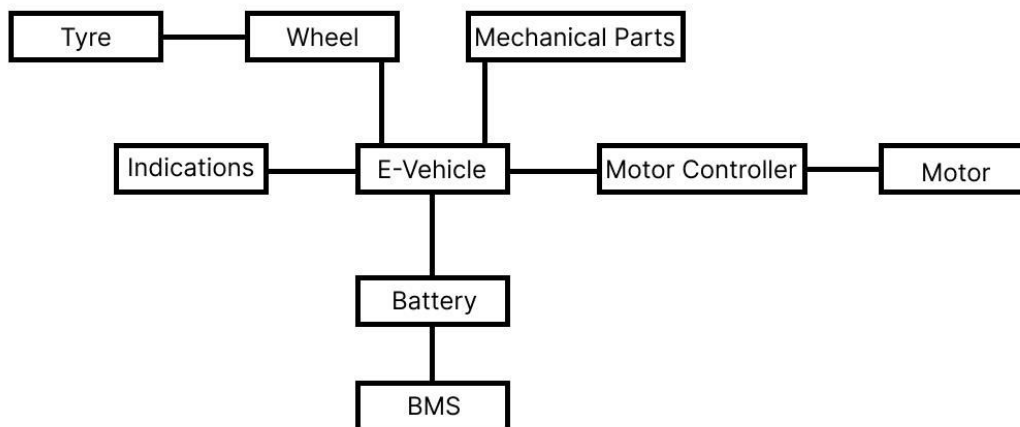 Tyre
Wheel
Mechanical Parts
Indications
E-Vehicle
Motor Controller
Motor
Battery
BMS